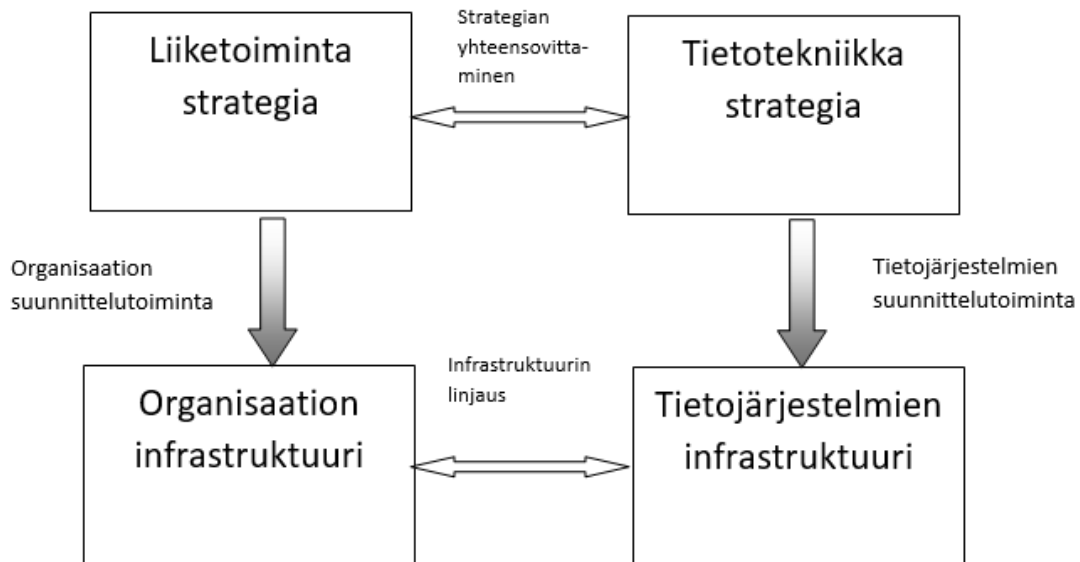 Liiketoiminta
strategia
Strategian
yhteensovitta-
minen
Tietotekniikka
strategia
Organisaation
suunnittelutoiminta
Tietojärjestelmien
suunnittelutoiminta
Organisaation
infrastruktuuri
Infrastruktuurin
linjaus
Tietojärjestelmien
infrastruktuuri